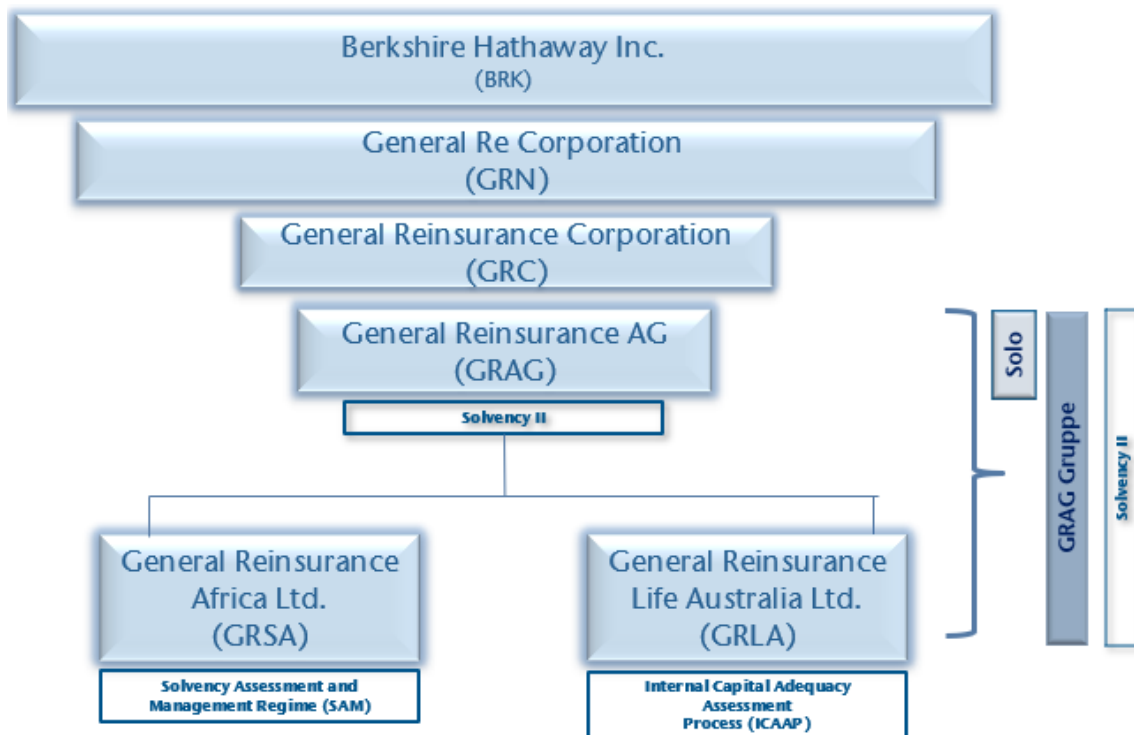 Berkshire Hathaway Inc.
(BRK)
General Re Corporation
(GRN)
General Reinsurance Corporation
(GRC)
General Reinsurance AG
(GRAG)
Solvency II
General Reinsurance
Africa Ltd.
(GRSA)
Solvency Assessment and
Management Regime (SAM)
General Reinsurance
Life Australia Ltd.
(GRLA)
Internal Capital Adequacy
Assessment
Process (ICAAP)
Solo
GRAG Gruppe
Solvency II